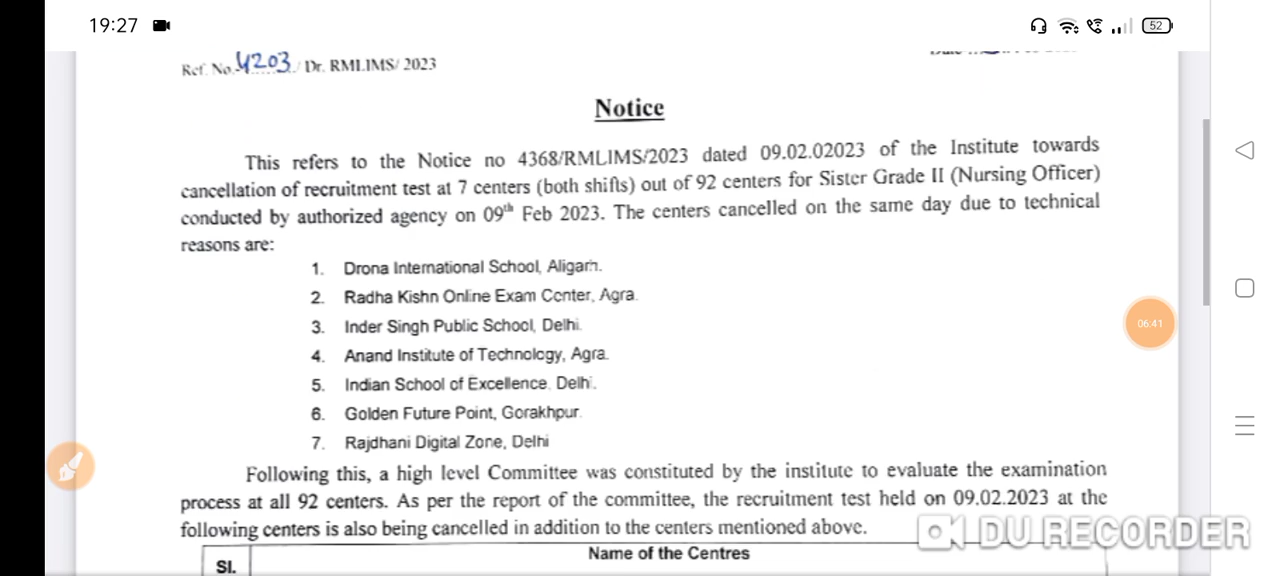 19:27
52
Ref. No. 4203 / Dr. RMLIMS/ 2023
Notice
This refers to the Notice no 4368/RMLIMS/2023 dated 09.02.02023 of the Institute towards
cancellation of recruitment test at 7 centers (both shifts) out of 92 centers for Sister Grade II (Nursing Officer)
conducted by authorized agency on 09th Feb 2023. The centers cancelled on the same day due to technical
reasons are:
1. Drona International School, Aligarh.
2. Radha Kishn Online Exam Center, Agra.
3. Inder Singh Public School, Delhi.
4. Anand Institute of Technology, Agra.
5. Indian School of Excellence. Delhi.
6. Golden Future Point, Gorakhpur.
7. Rajdhani Digital Zone, Delhi
06:41
Following this, a high level Committee was constituted by the institute to evaluate the examination
process at all 92 centers. As per the report of the committee, the recruitment test held on 09.02.2023 at the
following centers is also being cancelled in addition to the centers mentioned above.
DU RECORDER
Sl. Name of the Centres